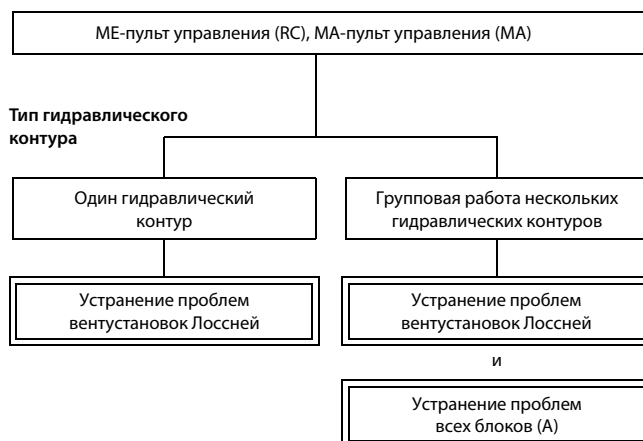 МЕ-пульт управления (RC), МА-пульт управления (МА)
Тип гидравлического
контура
Один гидравлический
контур
Групповая работа нескольких
гидравлических контуров
Устранение проблем
вентустановок Лоссней
Устранение проблем
вентустановок Лоссней
и
Устранение проблем
всех блоков (А)